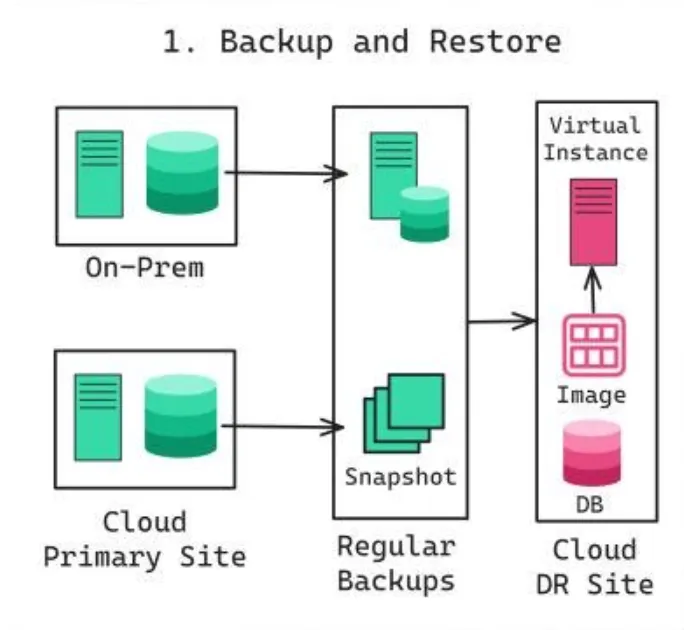 1. Backup and Restore
Virtual
Instance
On-Prem
Image
Snapshot
DB
Cloud
Primary Site
Regular
Backups
Cloud
DR Site